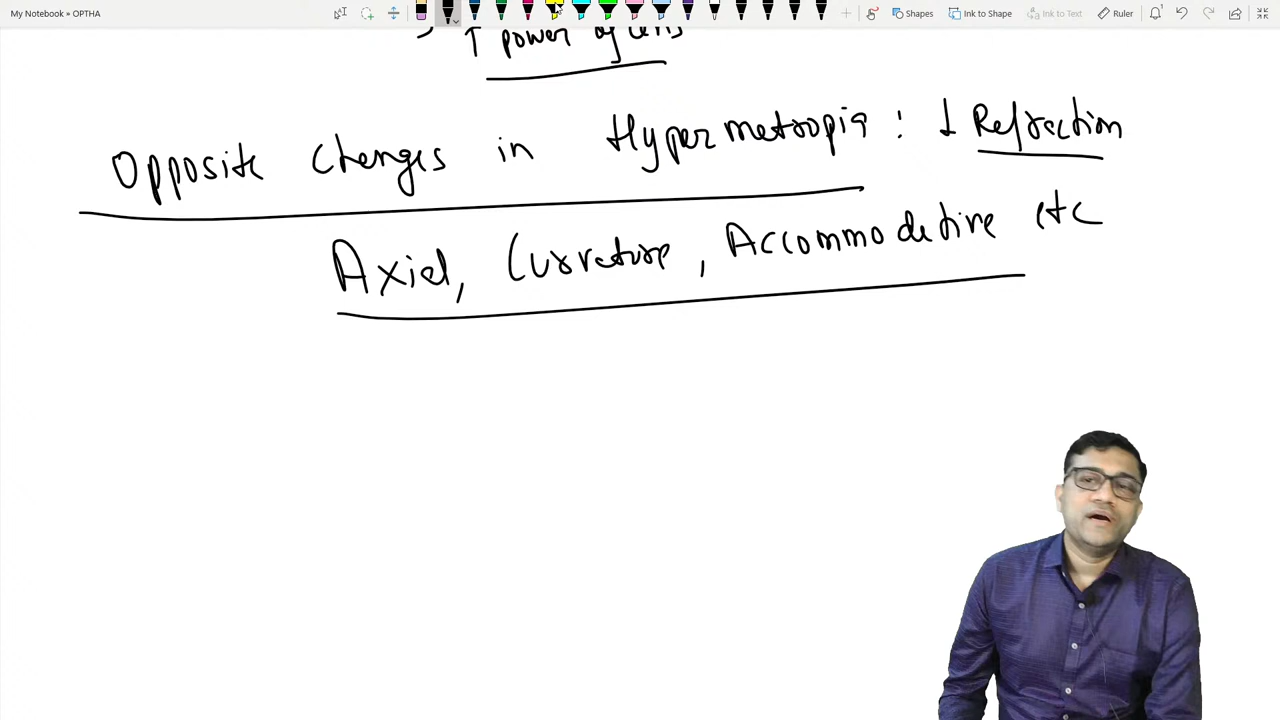 My Notebook » OPTHA
Shapes
Ink to Shape
Ink to Text
Ruler
↑ power of lens
Opposite changes in Hypermetropia : ↓ Refraction
Axial, Curvature, Accommodative etc